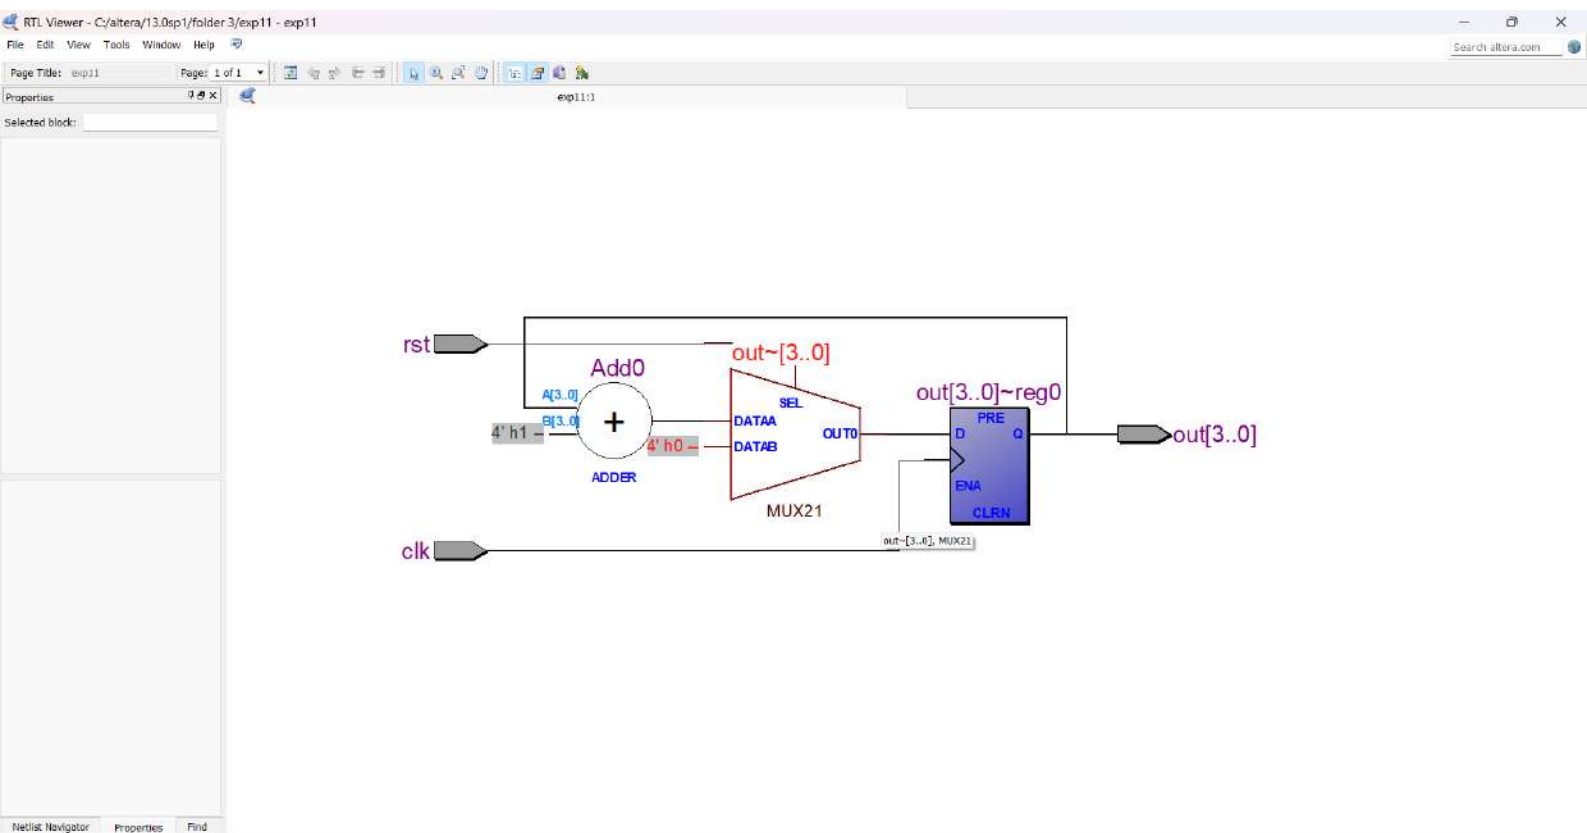 RTL Viewer - C:/altera/13.0sp1/folder 3/exp11 - exp11
File Edit View Tools Window Help
Search altera.com
Page Title: exp11 Page: 1 of 1
Properties
exp11:1
Selected block:
rst
out~[3..0]
Add0
SEL
out[3..0]~reg0
A[3..0]
B[3..0]
+
4' h1
DATAA
4' h0
DATAB
OUT0
PRE
D
Q
out[3..0]
ADDER
ENA
MUX21
CLRN
out~[3..0], MUX21
clk
Netlist Navigator Properties Find